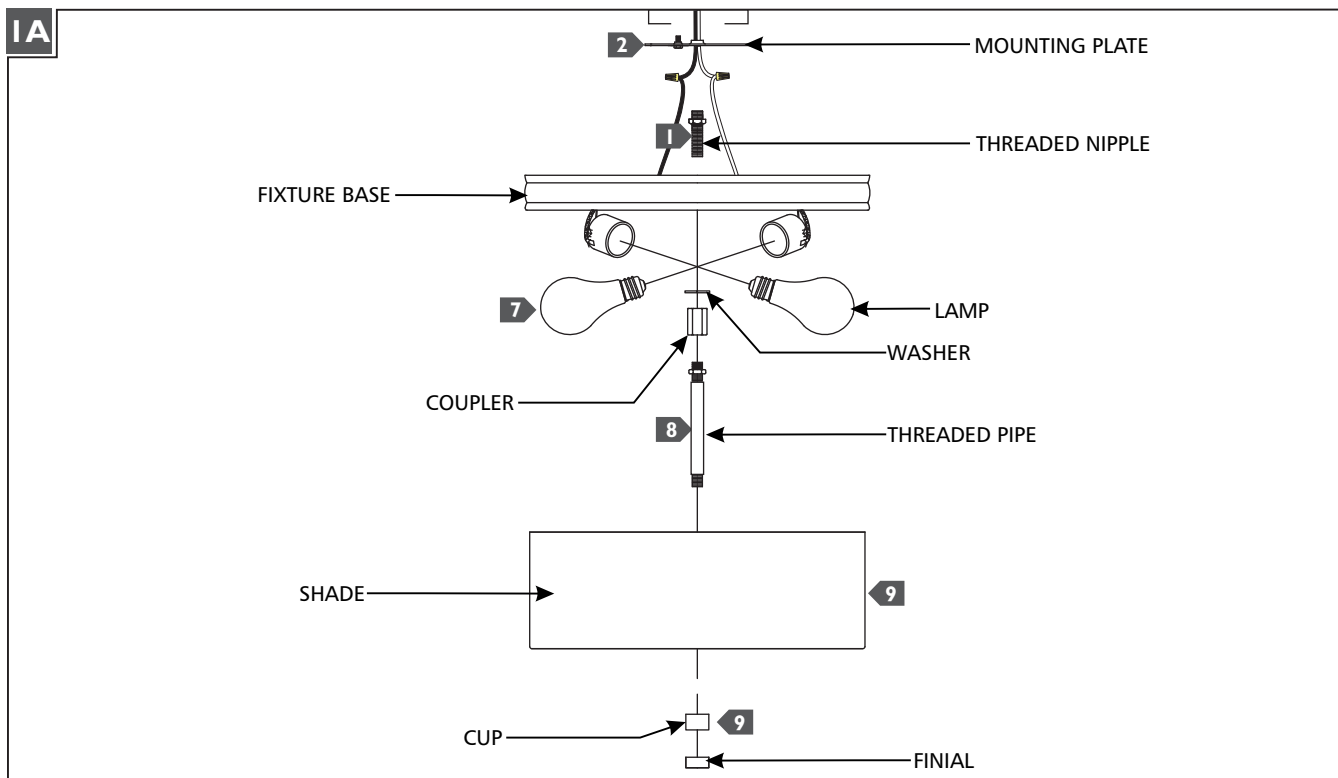 1A
2
MOUNTING PLATE
1
THREADED NIPPLE
FIXTURE BASE
7
LAMP
WASHER
COUPLER
8
THREADED PIPE
SHADE
9
CUP
9
FINIAL